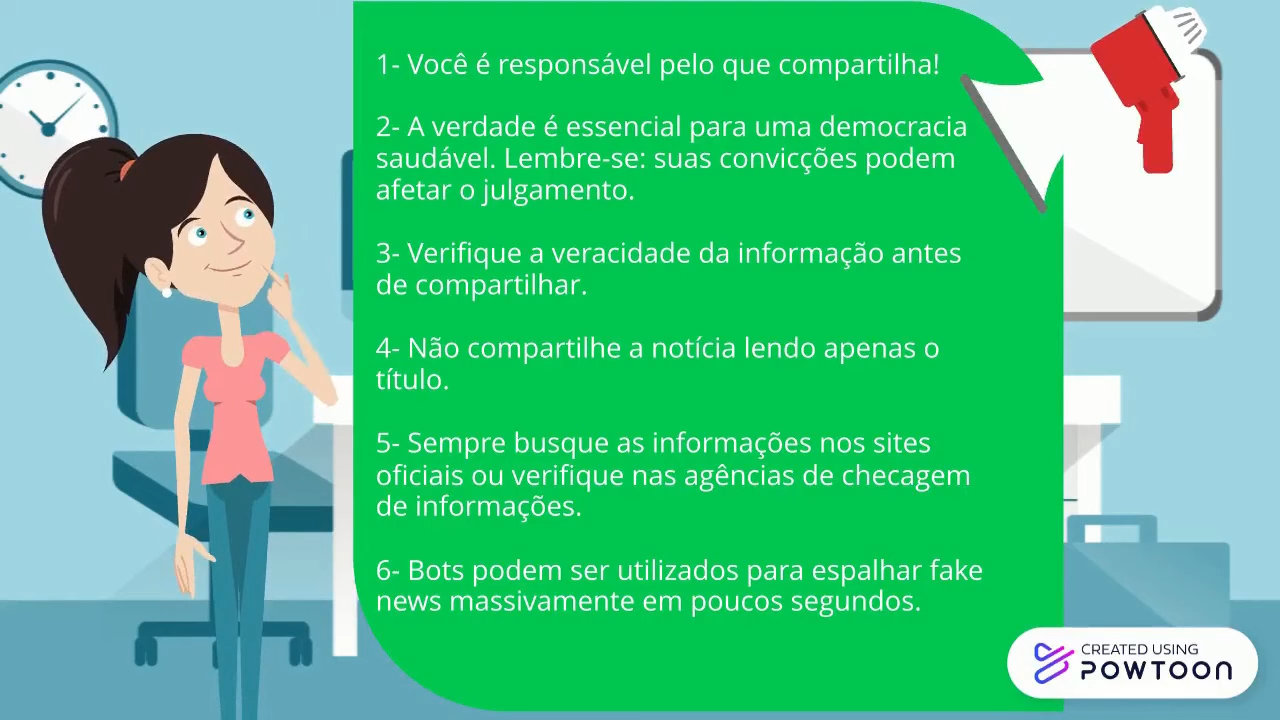 1- Você é responsável pelo que compartilha!
2- A verdade é essencial para uma democracia
saudável. Lembre-se: suas convicções podem
afetar o julgamento.
3- Verifique a veracidade da informação antes
de compartilhar.
4- Não compartilhe a notícia lendo apenas o
título.
5- Sempre busque as informações nos sites
oficiais ou verifique nas agências de checagem
de informações.
6- Bots podem ser utilizados para espalhar fake
news massivamente em poucos segundos.
CREATED USING
POWTOON